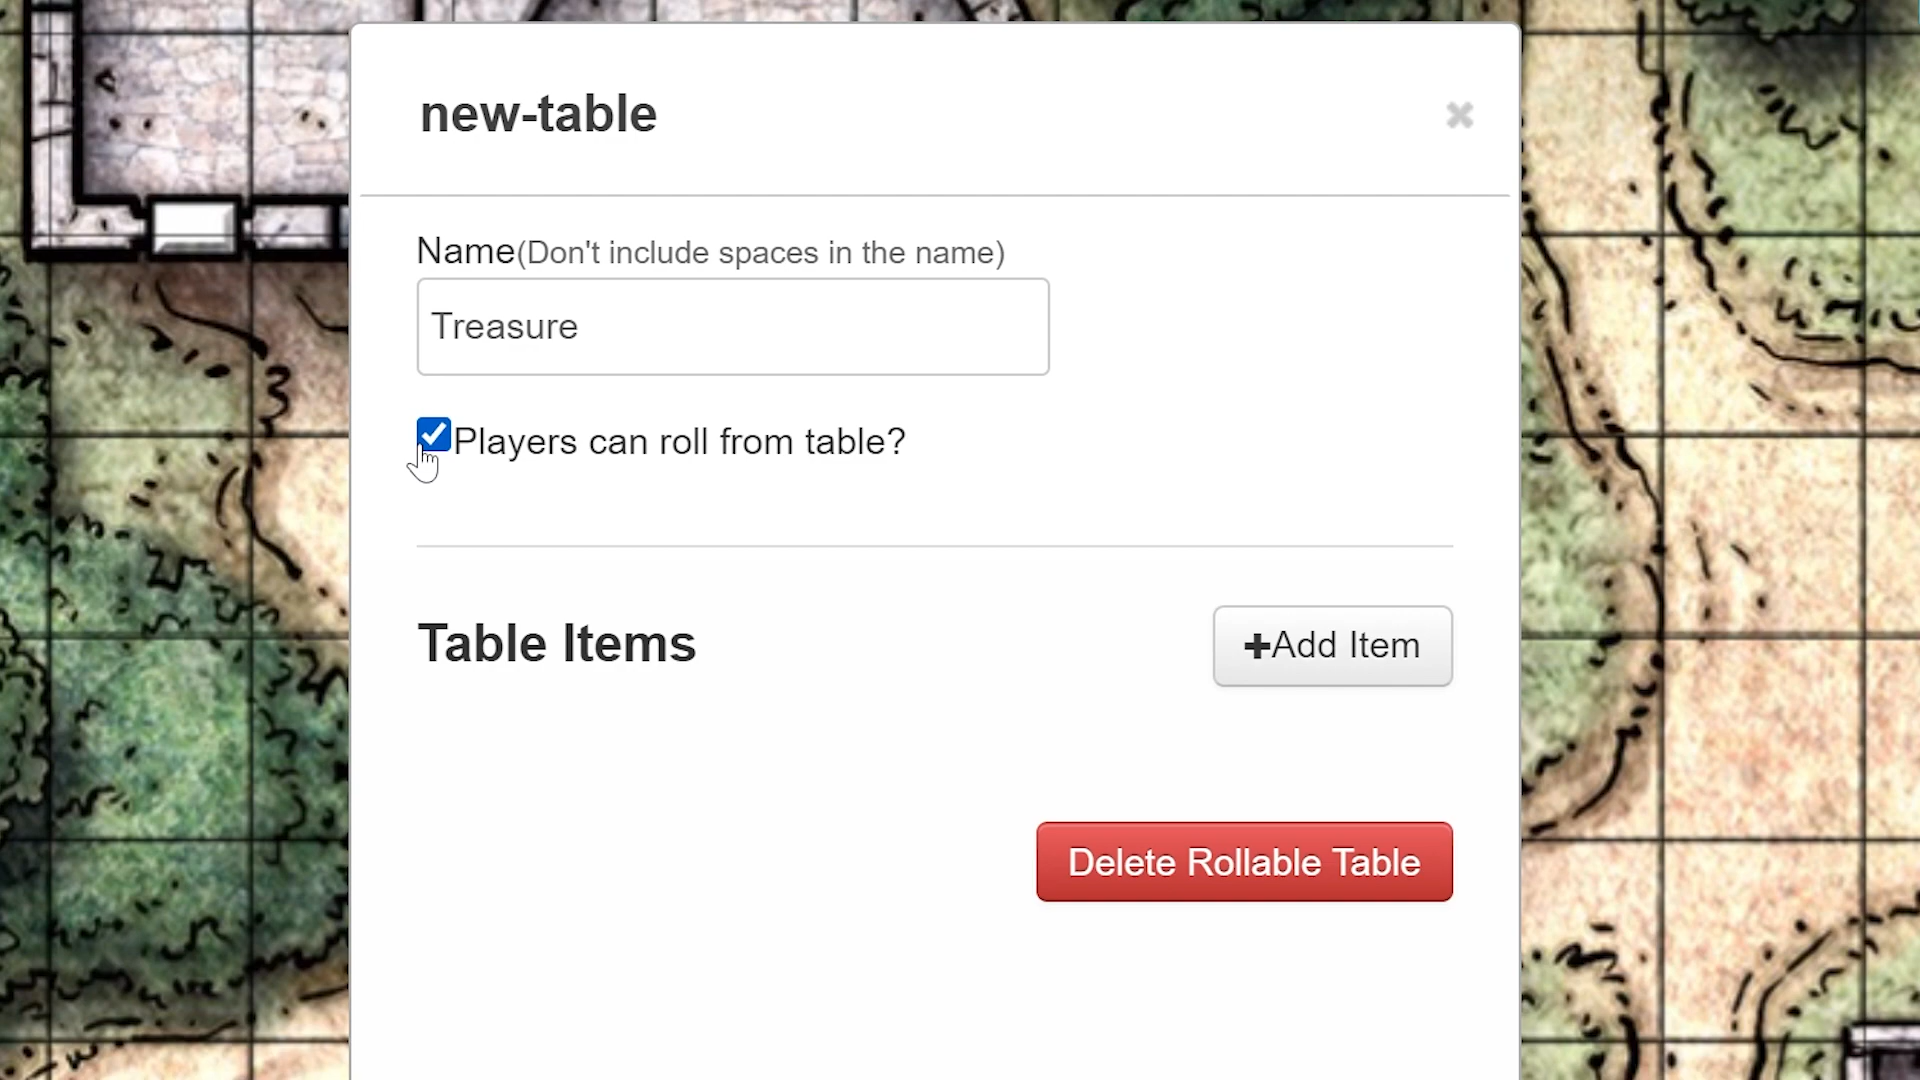 new-table
Name(Don't include spaces in the name)
Treasure
Players can roll from table?
Table Items
Add Item
Delete Rollable Table